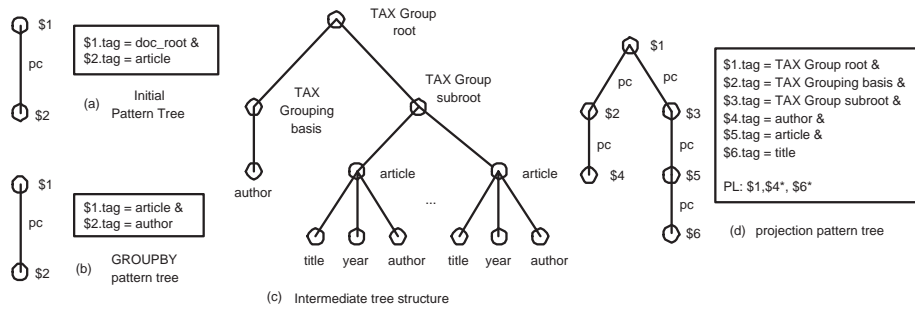 $1
pc
$2
$1.tag = doc_root &
$2.tag = article
(a) Initial
Pattern Tree
$1
pc
$2
$1.tag = article &
$2.tag = author
(b) GROUPBY
pattern tree
TAX Group
root
TAX
Grouping
basis
TAX Group
subroot
author
article
...
article
title year author title year author
(c) Intermediate tree structure
$1
pc pc
$2 $3
pc pc
$4 $5
pc
$6
$1.tag = TAX Group root &
$2.tag = TAX Grouping basis &
$3.tag = TAX Group subroot &
$4.tag = author &
$5.tag = article &
$6.tag = title
PL: $1,$4*, $6*
(d) projection pattern tree